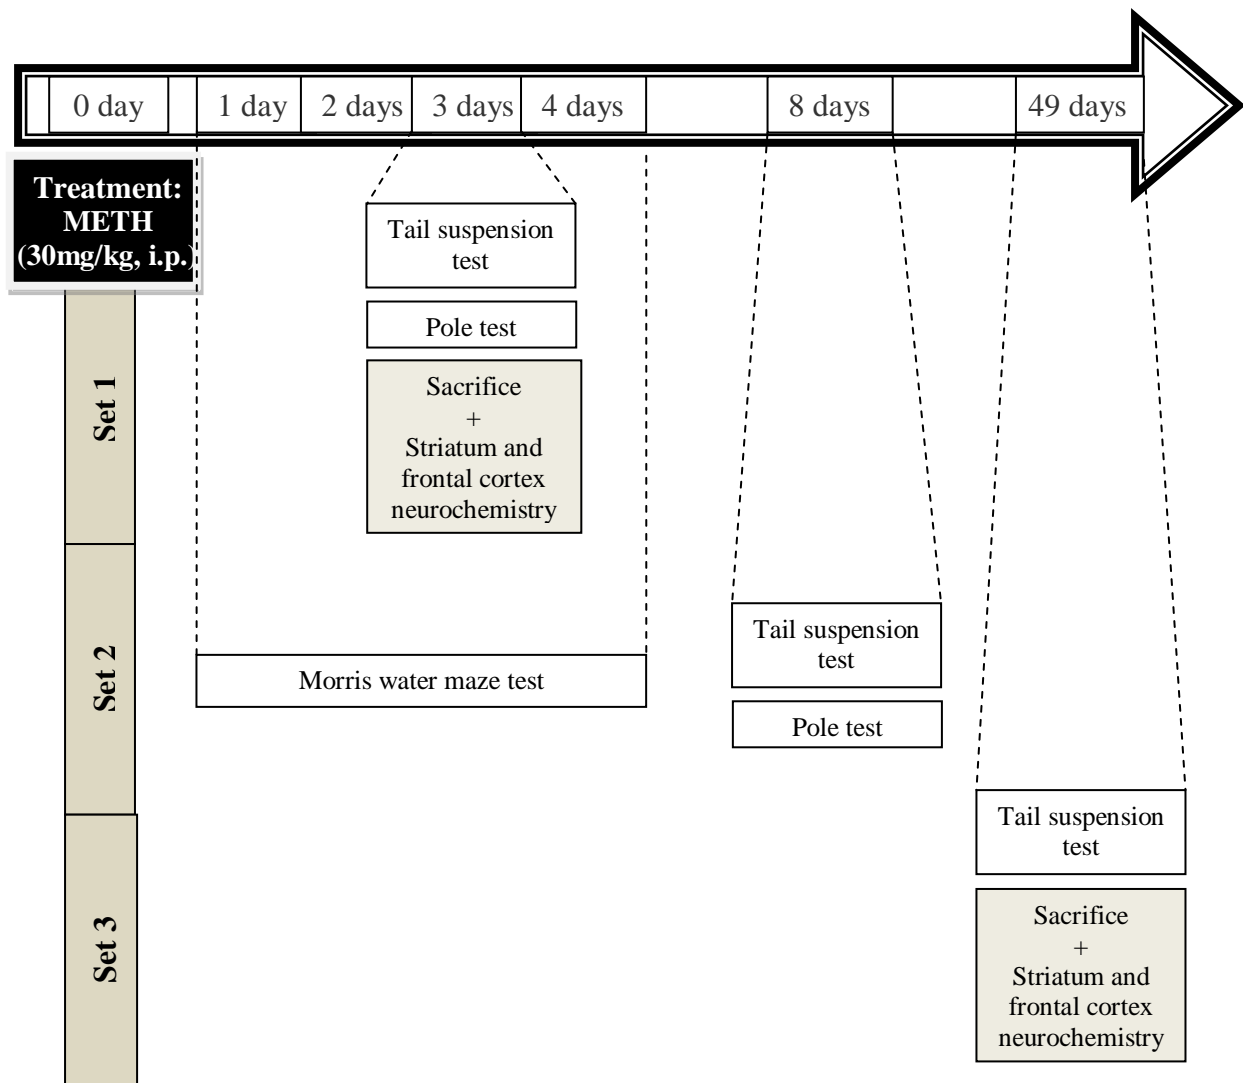 0 day
1 day
2 days
3 days
4 days
8 days
49 days
Treatment:
METH
(30mg/kg, i.p.)
Set 1
Tail suspension
test
Pole test
Sacrifice
+
Striatum and
frontal cortex
neurochemistry
Set 2
Morris water maze test
Tail suspension
test
Pole test
Set 3
Tail suspension
test
Sacrifice
+
Striatum and
frontal cortex
neurochemistry